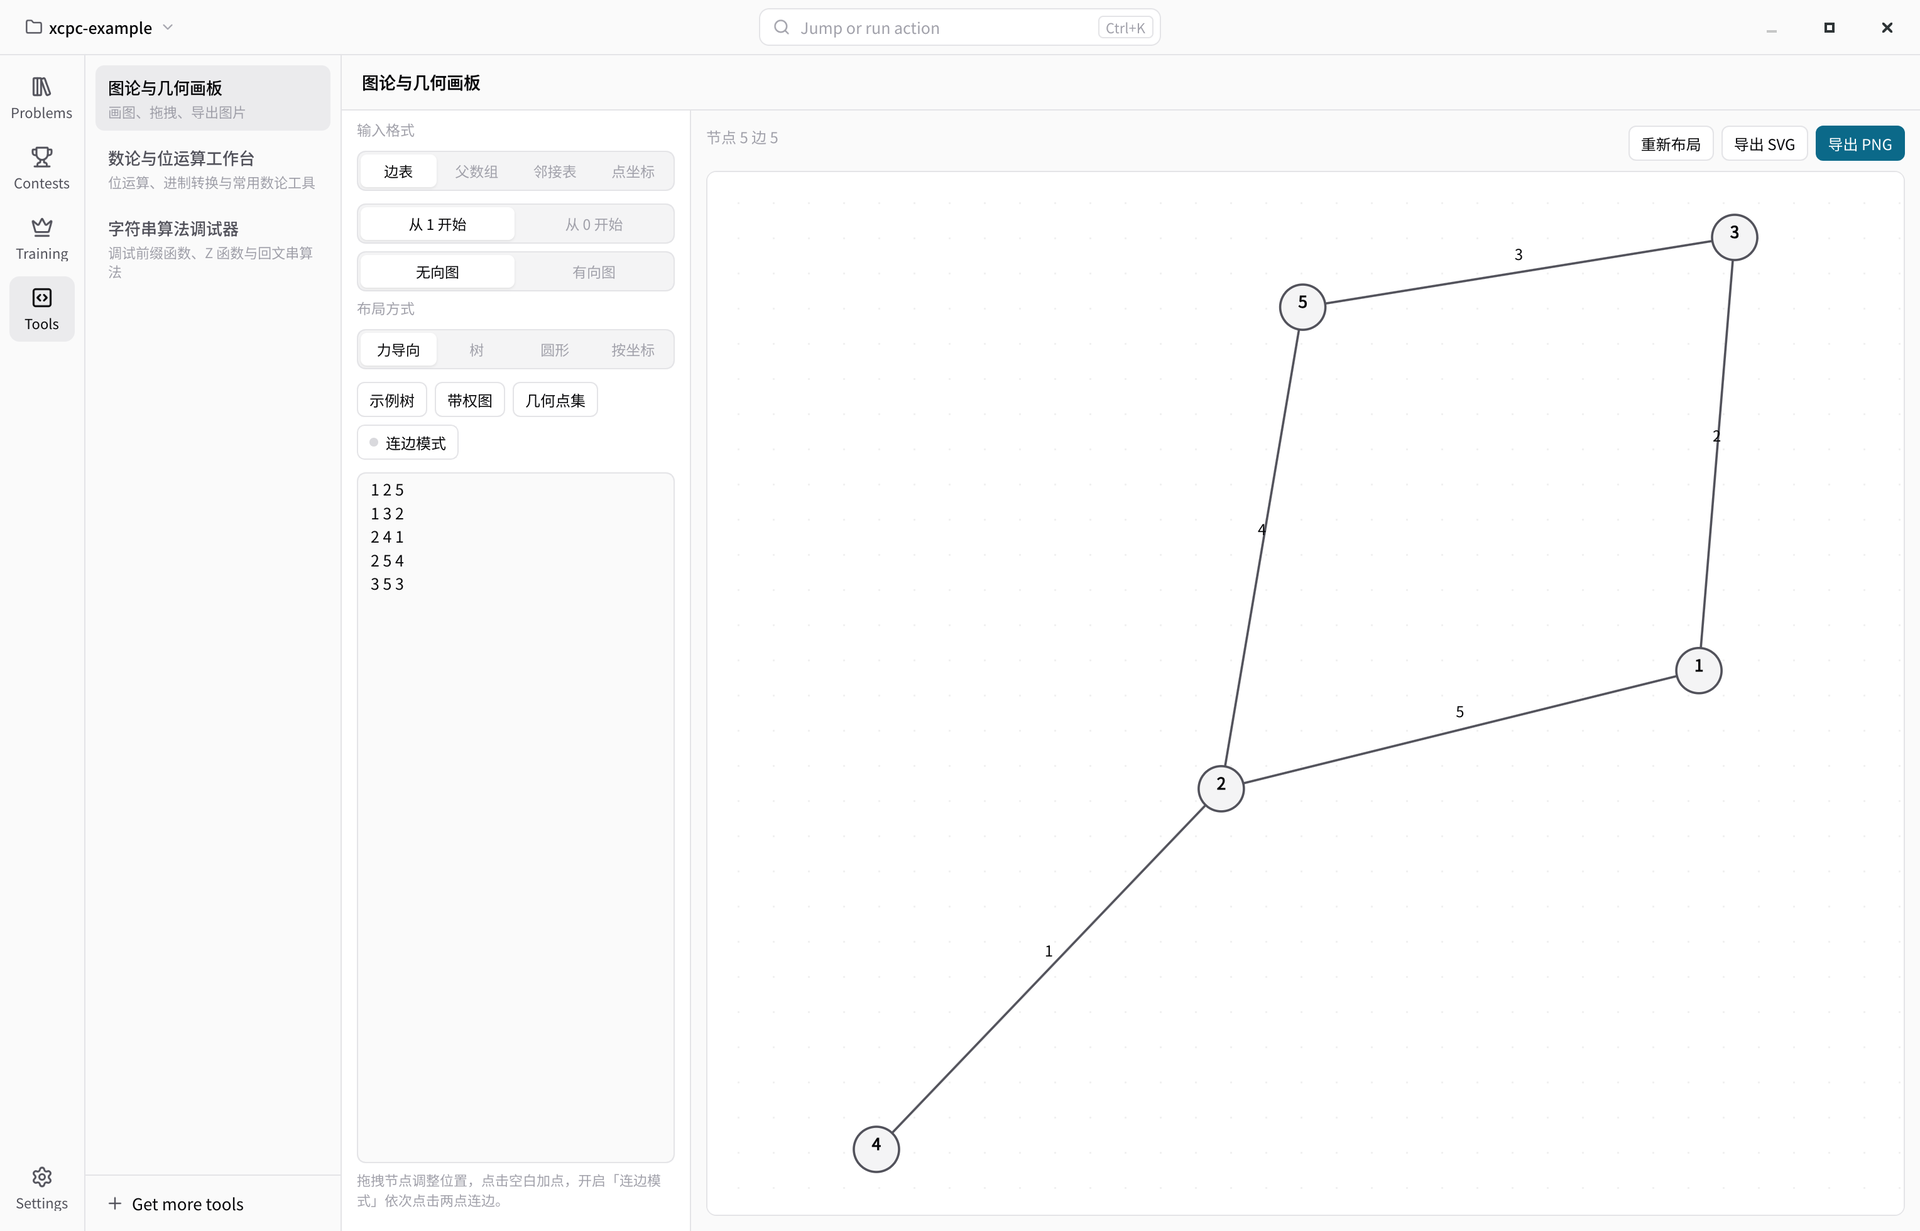 xcpc-example
Jump or run action
Ctrl+K
Problems
Contests
Training
Tools
Settings
图论与几何画板
画图、拖拽、导出图片
数论与位运算工作台
位运算、进制转换与常用数论工具
字符串算法调试器
调试前缀函数、Z 函数与回文串算
法
Get more tools
图论与几何画板
输入格式
边表 父数组 邻接表 点坐标
从 1 开始 从 0 开始
无向图 有向图
布局方式
力导向 树 圆形 按坐标
示例树 带权图 几何点集
连边模式
1 2 5
1 3 2
2 4 1
2 5 4
3 5 3
拖拽节点调整位置，点击空白加点，开启「连边模
式」依次点击两点连边。
节点 5 边 5
重新布局 导出 SVG 导出 PNG
3
3
5
2
4
1
5
2
1
4